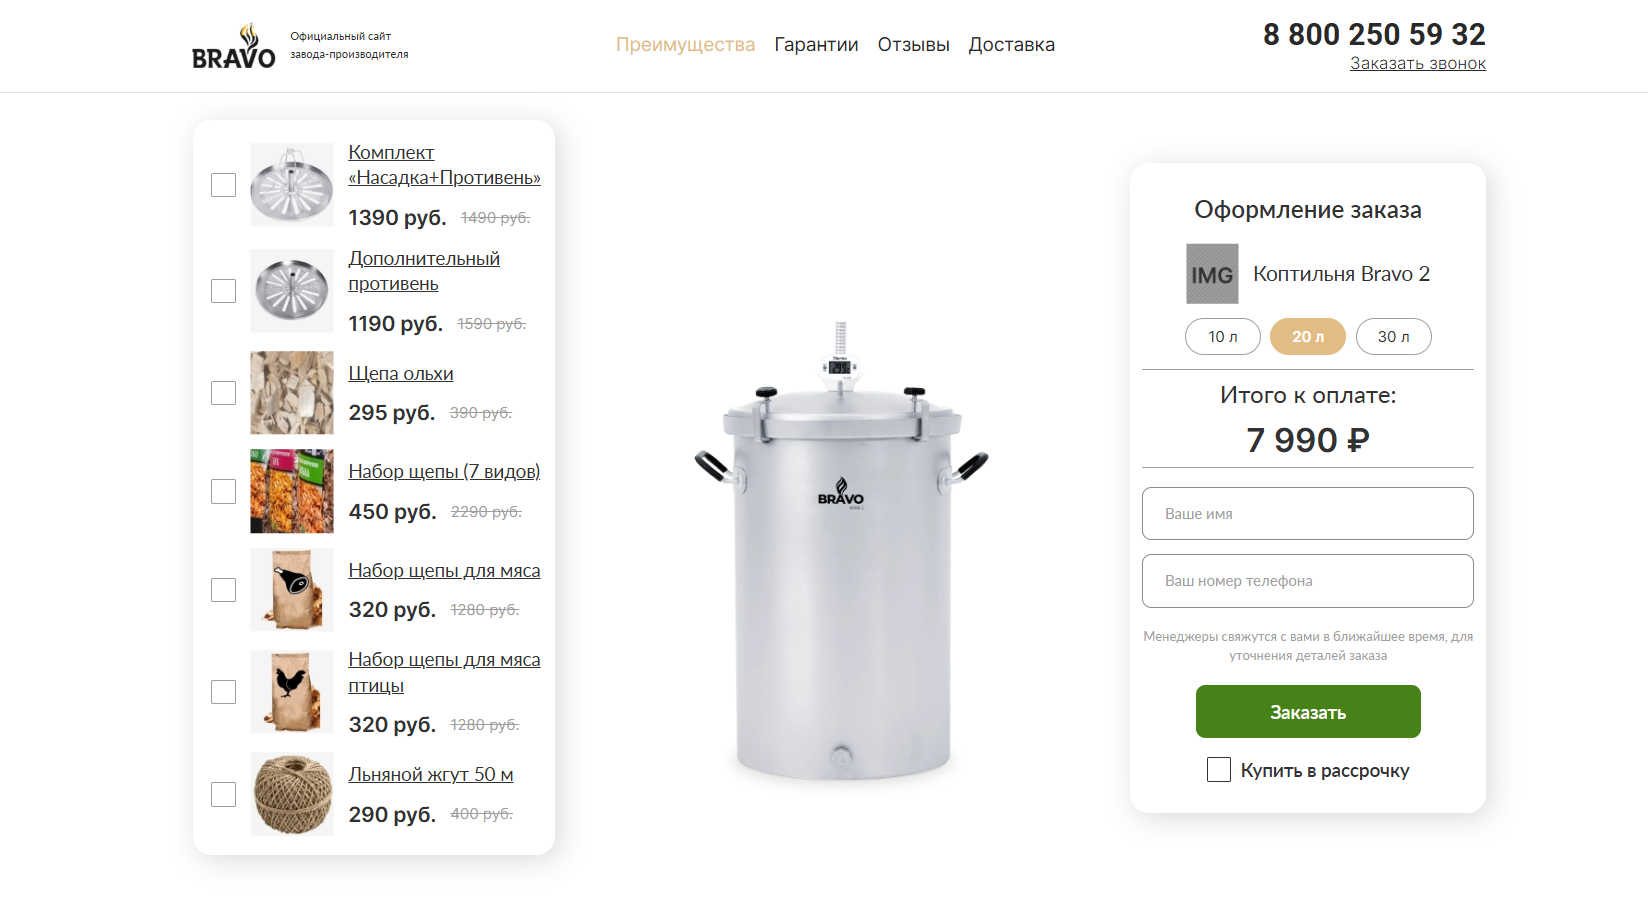 BRAVO
Официальный сайт
завода-производителя
Преимущества
Гарантии
Отзывы
Доставка
8 800 250 59 32
Заказать звонок
Комплект
«Насадка+Противень»
1390 руб. 1490 руб.
Дополнительный
противень
1190 руб. 1590 руб.
Щепа ольхи
295 руб. 390 руб.
Набор щепы (7 видов)
450 руб. 2290 руб.
Набор щепы для мяса
320 руб. 1280 руб.
Набор щепы для мяса
птицы
320 руб. 1280 руб.
Льняной жгут 50 м
290 руб. 400 руб.
BRAVO
Оформление заказа
IMG
Коптильня Bravo 2
10 л
20 л
30 л
Итого к оплате:
7 990 ₽
Ваше имя
Ваш номер телефона
Менеджеры свяжутся с вами в ближайшее время, для
уточнения деталей заказа
Заказать
Купить в рассрочку